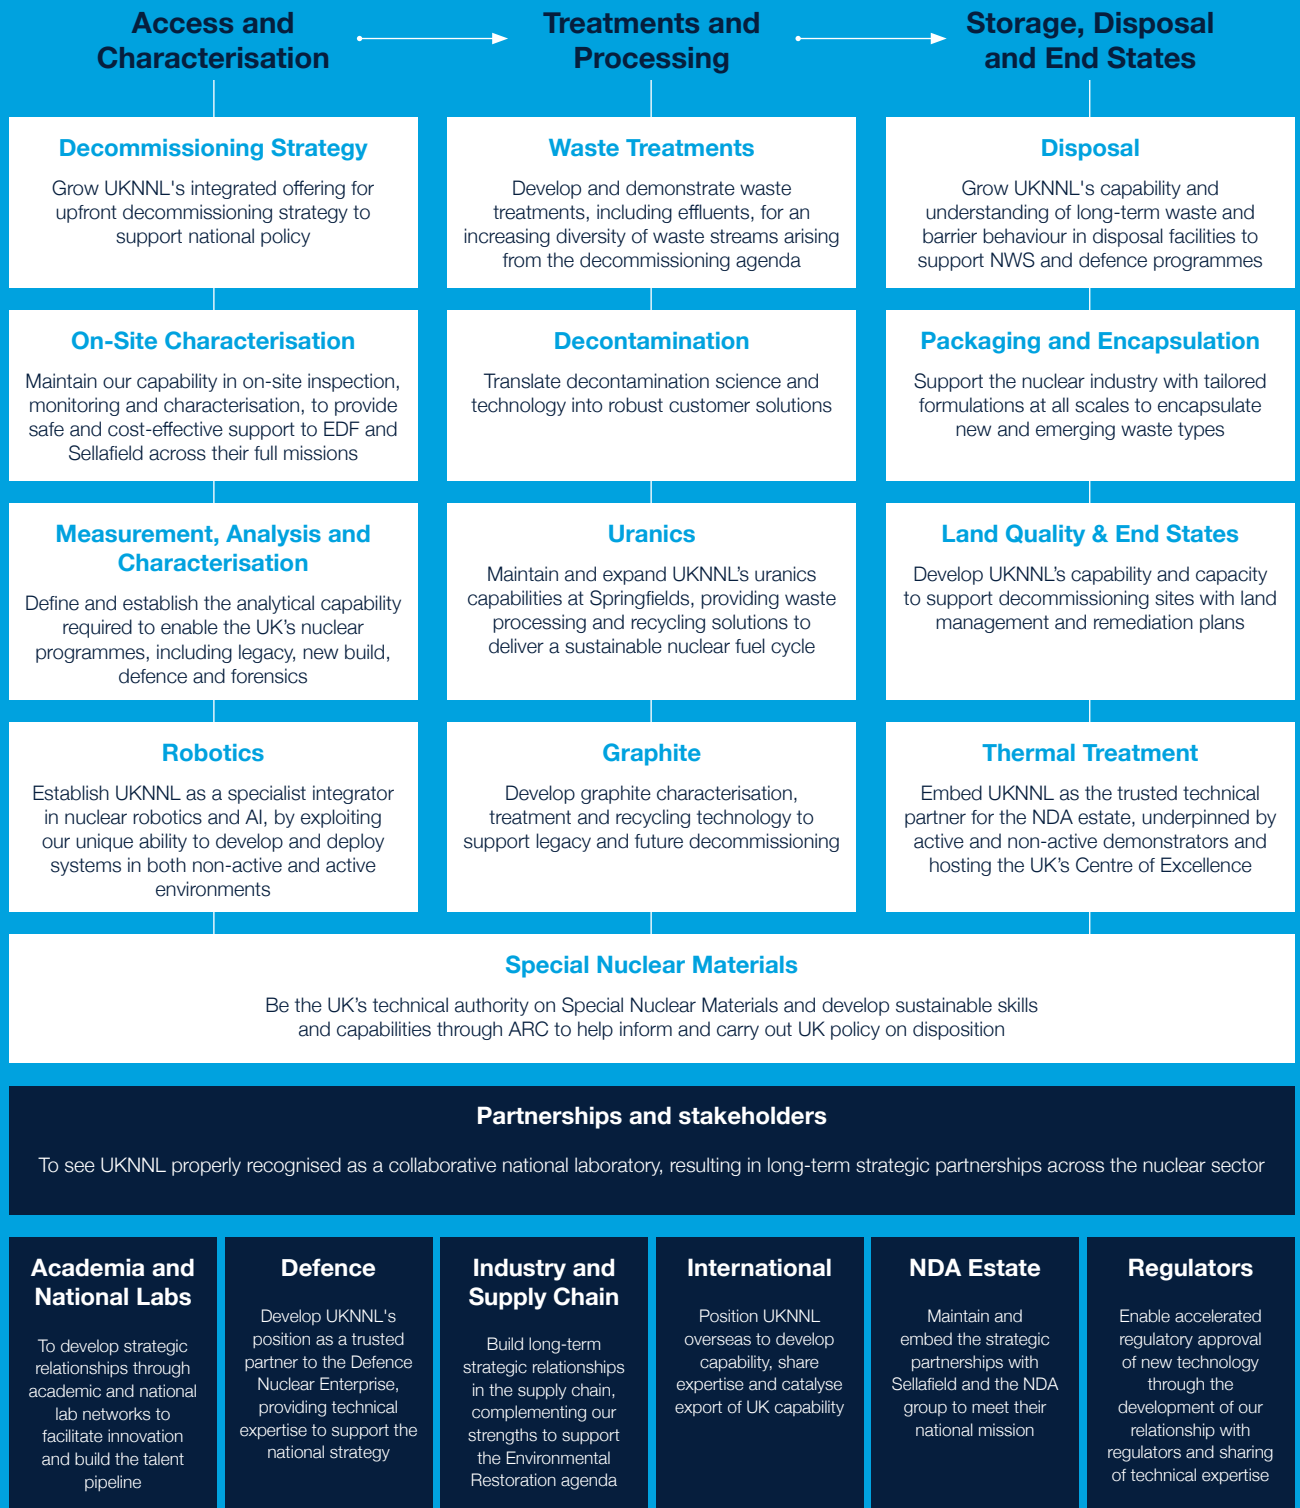 Access and
Characterisation
Treatments and
Processing
Storage, Disposal
and End States
Decommissioning Strategy
Grow UKNNL's integrated offering for
upfront decommissioning strategy to
support national policy
Waste Treatments
Develop and demonstrate waste
treatments, including effluents, for an
increasing diversity of waste streams arising
from the decommissioning agenda
Disposal
Grow UKNNL's capability and
understanding of long-term waste and
barrier behaviour in disposal facilities to
support NWS and defence programmes
On-Site Characterisation
Maintain our capability in on-site inspection,
monitoring and characterisation, to provide
safe and cost-effective support to EDF and
Sellafield across their full missions
Decontamination
Translate decontamination science and
technology into robust customer solutions
Packaging and Encapsulation
Support the nuclear industry with tailored
formulations at all scales to encapsulate
new and emerging waste types
Measurement, Analysis and
Characterisation
Define and establish the analytical capability
required to enable the UK’s nuclear
programmes, including legacy, new build,
defence and forensics
Uranics
Maintain and expand UKNNL’s uranics
capabilities at Springfields, providing waste
processing and recycling solutions to
deliver a sustainable nuclear fuel cycle
Land Quality & End States
Develop UKNNL’s capability and capacity
to support decommissioning sites with land
management and remediation plans
Robotics
Establish UKNNL as a specialist integrator
in nuclear robotics and AI, by exploiting
our unique ability to develop and deploy
systems in both non-active and active
environments
Graphite
Develop graphite characterisation,
treatment and recycling technology to
support legacy and future decommissioning
Thermal Treatment
Embed UKNNL as the trusted technical
partner for the NDA estate, underpinned by
active and non-active demonstrators and
hosting the UK’s Centre of Excellence
Special Nuclear Materials
Be the UK’s technical authority on Special Nuclear Materials and develop sustainable skills
and capabilities through ARC to help inform and carry out UK policy on disposition
Partnerships and stakeholders
To see UKNNL properly recognised as a collaborative national laboratory, resulting in long-term strategic partnerships across the nuclear sector
Academia and
National Labs
To develop strategic
relationships through
academic and national
lab networks to
facilitate innovation
and build the talent
pipeline
Defence
Develop UKNNL's
position as a trusted
partner to the Defence
Nuclear Enterprise,
providing technical
expertise to support the
national strategy
Industry and
Supply Chain
Build long-term
strategic relationships
in the supply chain,
complementing our
strengths to support
the Environmental
Restoration agenda
International
Position UKNNL
overseas to develop
capability, share
expertise and catalyse
export of UK capability
NDA Estate
Maintain and
embed the strategic
partnerships with
Sellafield and the NDA
group to meet their
national mission
Regulators
Enable accelerated
regulatory approval
of new technology
through the
development of our
relationship with
regulators and sharing
of technical expertise